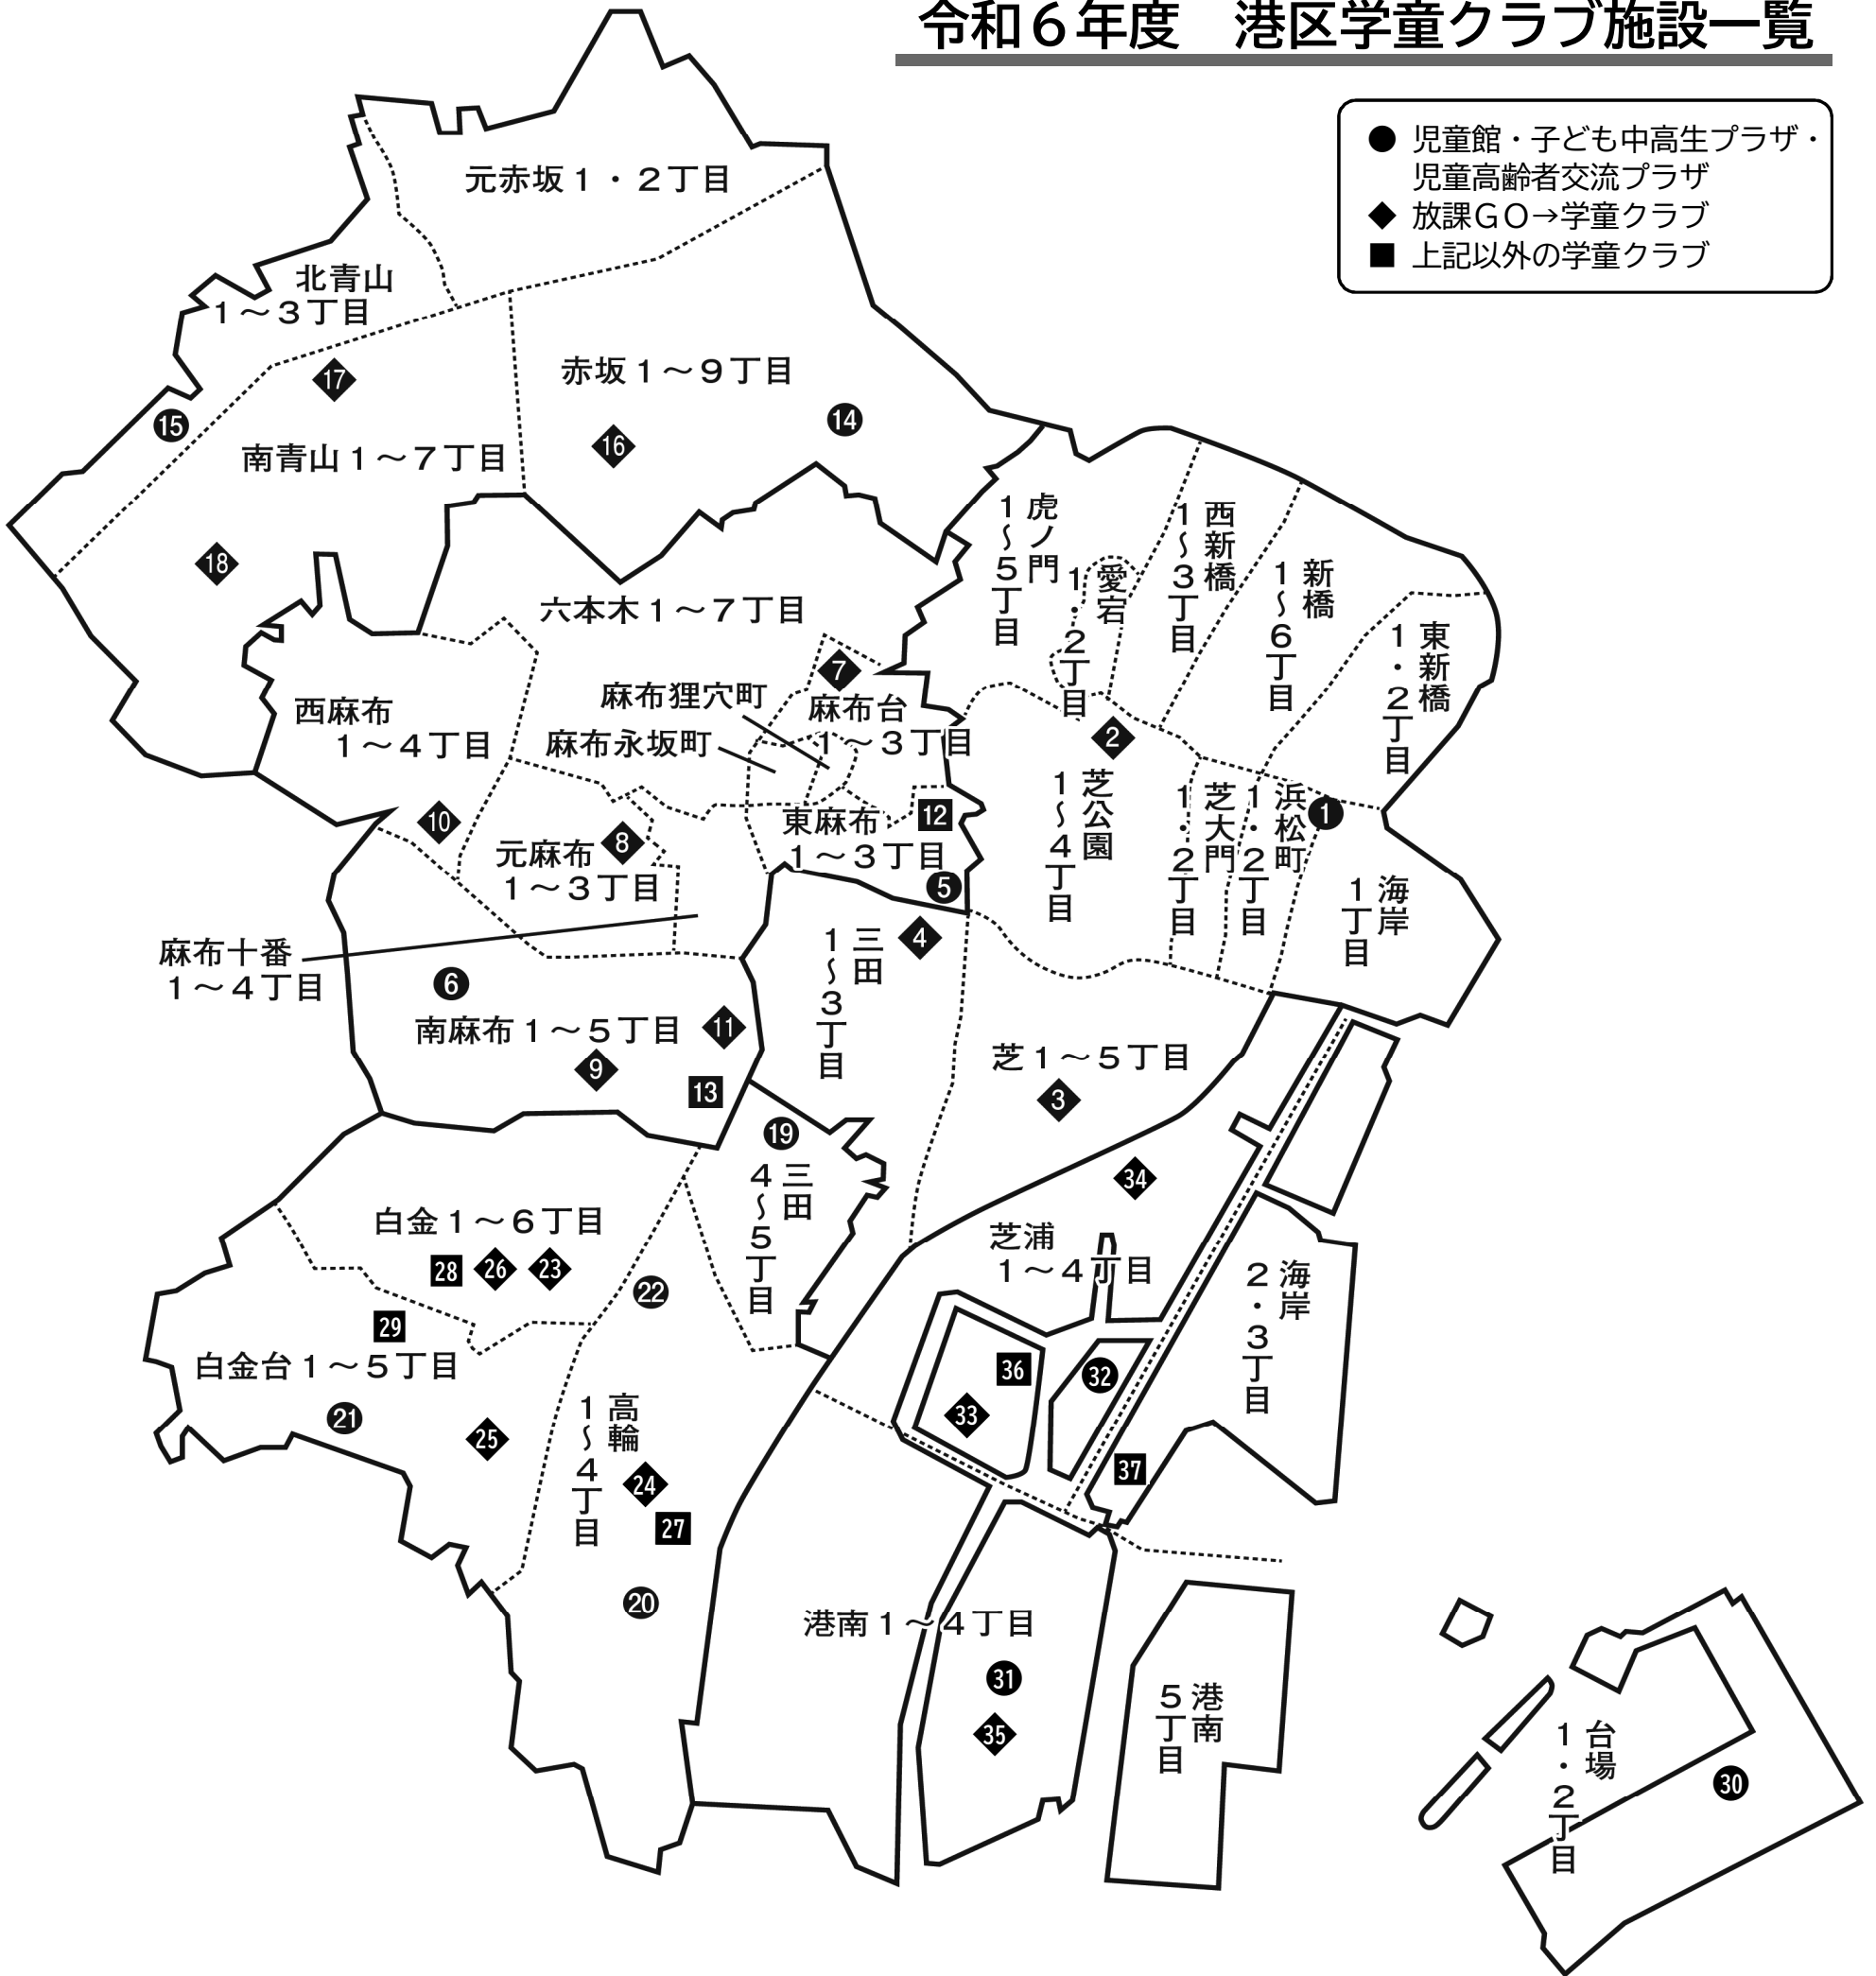 令和６年度　港区学童クラブ施設一覧
● 児童館・子ども中高生プラザ・
児童高齢者交流プラザ
◆ 放課ＧＯ→学童クラブ
■ 上記以外の学童クラブ
元赤坂１・２丁目
北青山
１～３丁目
17
赤坂１～９丁目
15
14
16
南青山１～７丁目
18
虎ノ門
１～５丁目
愛宕
１・２丁目
西新橋
１～３丁目
新橋
１～６丁目
東新橋
１・２丁目
六本木１～７丁目
7
麻布狸穴町
麻布台
１～３丁目
麻布永坂町
西麻布
１～４丁目
2
10
8
元麻布
１～３丁目
東麻布
１～３丁目
12
5
芝公園
１～４丁目
芝大門
１・２丁目
浜松町
１・２丁目
1
海岸
１丁目
麻布十番
１～４丁目
4
三田
１～３丁目
6
南麻布１～５丁目
11
9
13
芝１～５丁目
3
19
三田
４～５丁目
34
白金１～６丁目
28
26
23
22
29
白金台１～５丁目
21
25
芝浦
１～４丁目
海岸
２・３丁目
36
32
33
37
高輪
１～４丁目
24
27
20
港南１～４丁目
31
35
港南
５丁目
台場
１・２丁目
30